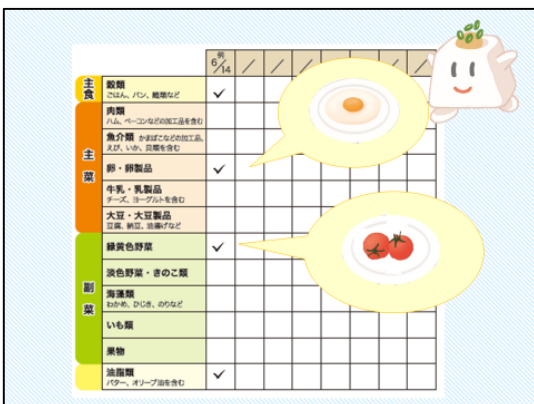 例
6/14 / / / / / / /
主食
穀類
ごはん、パン、麺類など
✓
主菜
肉類
ハム、ベーコンなどの加工品を含む
魚介類 かまぼこなどの加工品、
えび、いか、貝類を含む
卵・卵製品
✓
牛乳・乳製品
チーズ、ヨーグルトを含む
大豆・大豆製品
豆腐、納豆、油揚げなど
副菜
緑黄色野菜
✓
淡色野菜・きのこ類
海藻類
わかめ、ひじき、のりなど
いも類
果物
油脂類
バター、オリーブ油を含む
✓